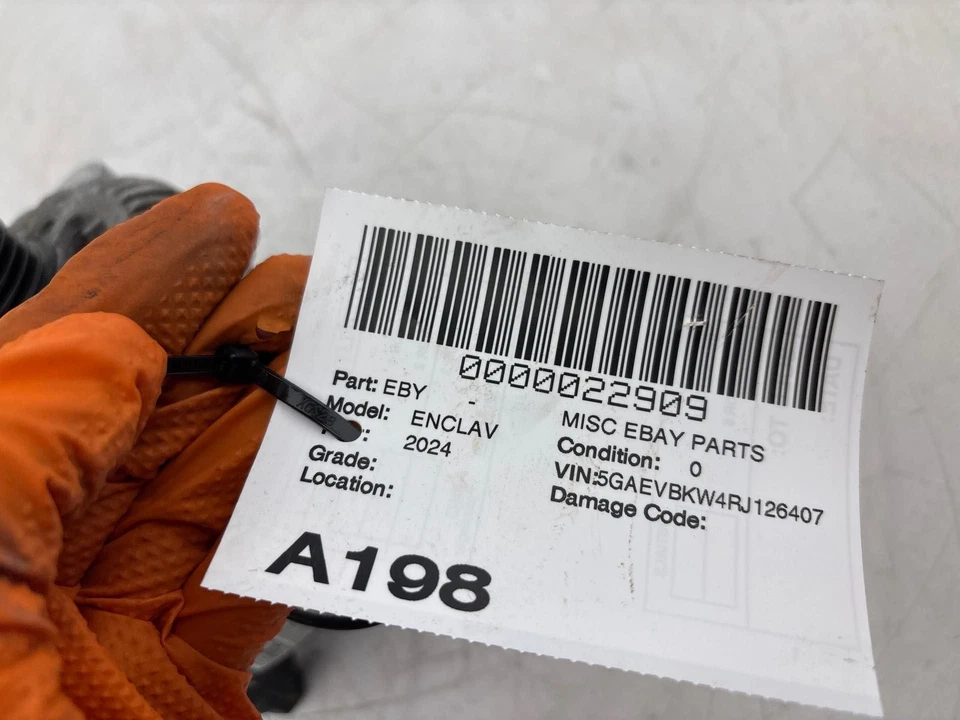 0000022909
Part: EBY -
MISC EBAY PARTS
Model: ENCLAV
Condition: 0
: 2024
VIN:5GAEVBKW4RJ126407
Grade:
Damage Code:
Location:
A198